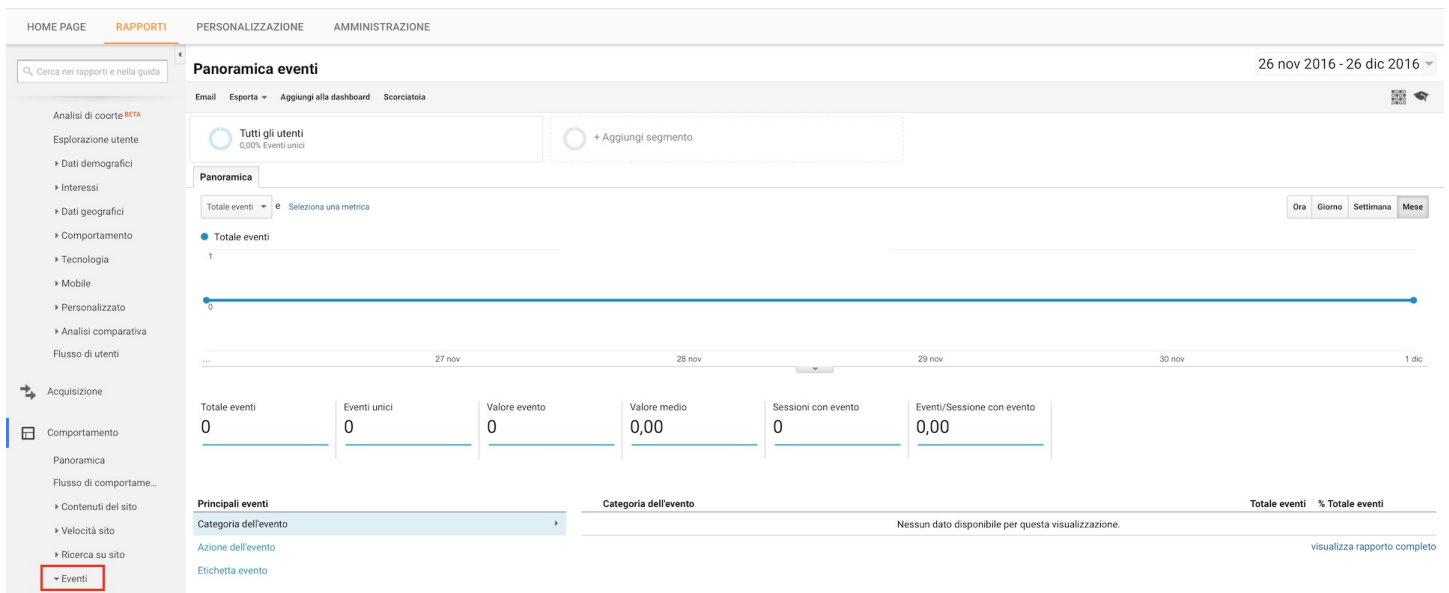 HOME PAGE RAPPORTI PERSONALIZZAZIONE AMMINISTRAZIONE
Cerca nei rapporti e nella guida
Analisi di coorte BETA
Esplorazione utente
Dati demografici
Interessi
Dati geografici
Comportamento
Tecnologia
Mobile
Personalizzato
Analisi comparativa
Flusso di utenti
Acquisizione
Comportamento
Panoramica
Flusso di comportame...
Contenuti del sito
Velocità sito
Ricerca su sito
Eventi
Panoramica eventi
26 nov 2016 - 26 dic 2016
Email Esporta Aggiungi alla dashboard Scorciatoia
Tutti gli utenti
0,00% Eventi unici
+ Aggiungi segmento
Panoramica
Totale eventi e Seleziona una metrica
Ora Giorno Settimana Mese
Totale eventi
1
0
... 27 nov 28 nov 29 nov 30 nov 1 dic
Totale eventi Eventi unici Valore evento Valore medio Sessioni con evento Eventi/Sessione con evento
0 0 0 0,00 0 0,00
Principali eventi Categoria dell'evento Totale eventi % Totale eventi
Categoria dell'evento Nessun dato disponibile per questa visualizzazione.
Azione dell'evento visualizza rapporto completo
Etichetta evento